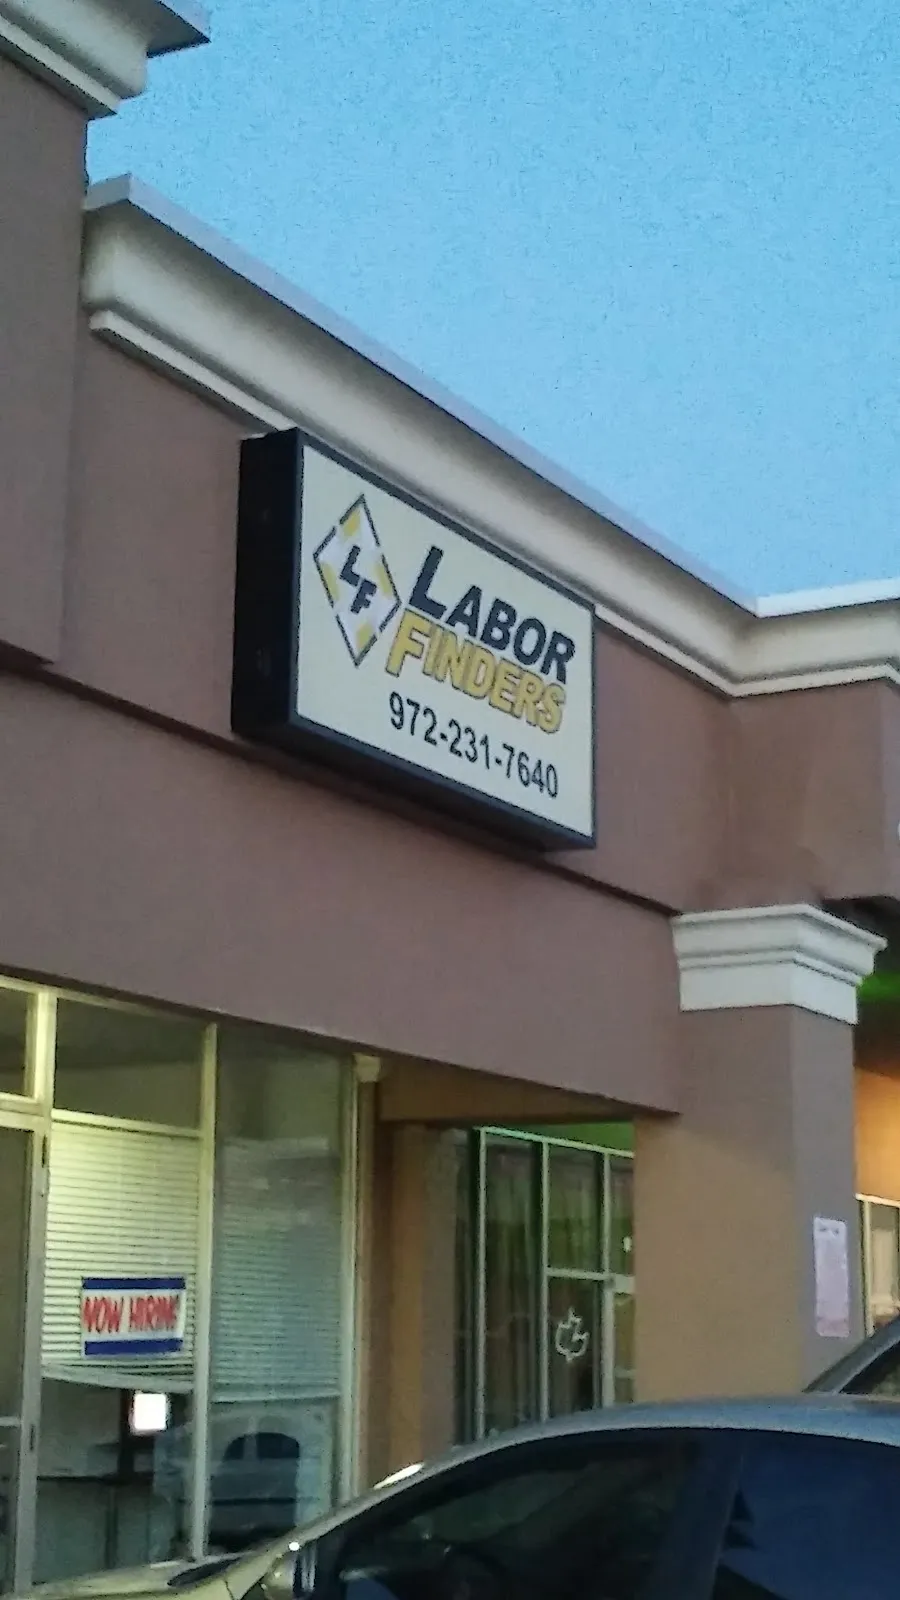 LF
LABOR
FINDERS
972-231-7640
NOW HIRING